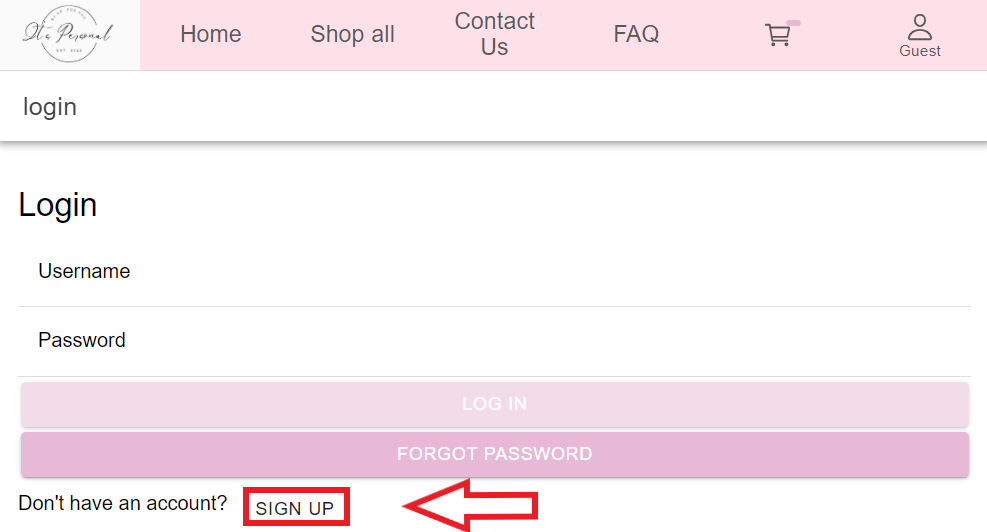 It's Personal
EST. 2020
Home
Shop all
Contact
Us
FAQ
Guest
login
Login
Username
Password
LOG IN
FORGOT PASSWORD
Don't have an account? SIGN UP